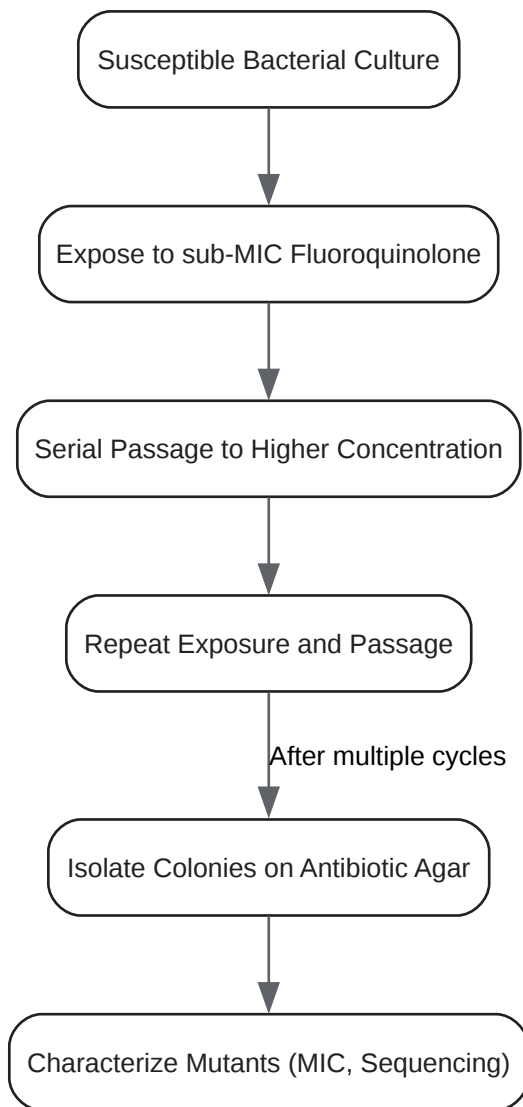 Susceptible Bacterial Culture
Expose to sub-MIC Fluoroquinolone
Serial Passage to Higher Concentration
Repeat Exposure and Passage
After multiple cycles
Isolate Colonies on Antibiotic Agar
Characterize Mutants (MIC, Sequencing)